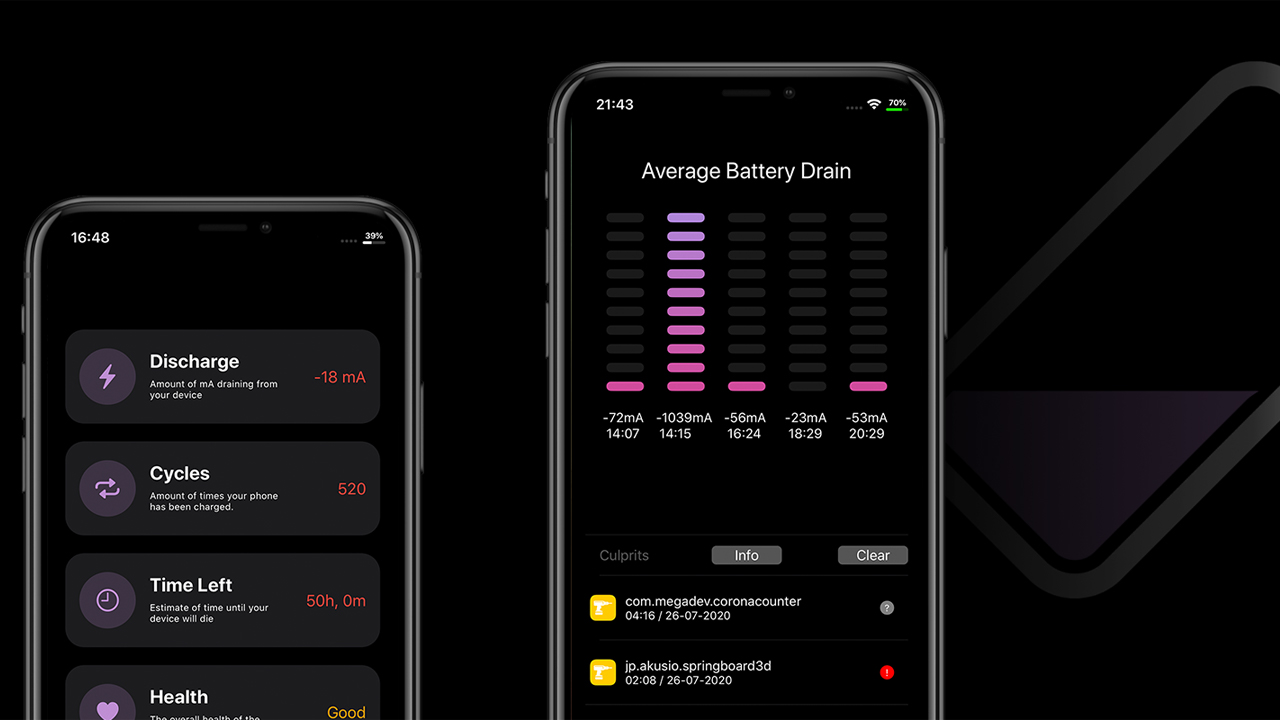 16:48
39%
Discharge
Amount of mA draining from
your device
-18 mA
Cycles
Amount of times your phone
has been charged.
520
Time Left
Estimate of time until your
device will die
50h, 0m
Health
The overall health of the
Good
21:43
70%
Average Battery Drain
-72mA -1039mA -56mA -23mA -53mA
14:07 14:15 16:24 18:29 20:29
Culprits Info Clear
com.megadev.coronacounter
04:16 / 26-07-2020
?
jp.akusio.springboard3d
02:08 / 26-07-2020
!